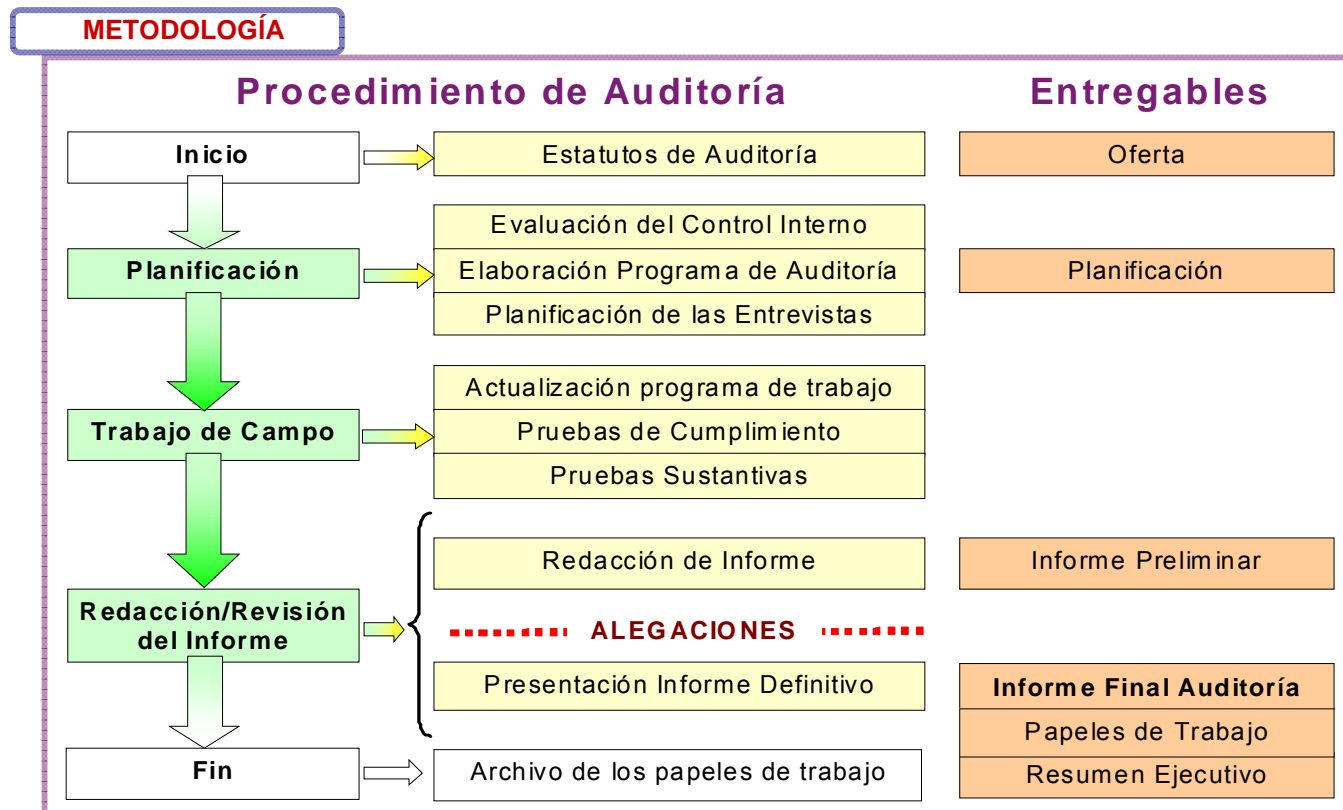 METODOLOGÍA
Procedimiento de Auditoría
Entregables
Inicio
Estatutos de Auditoría
Oferta
Evaluación del Control Interno
Planificación
Elaboración Programa de Auditoría
Planificación
Planificación de las Entrevistas
Actualización programa de trabajo
Trabajo de Campo
Pruebas de Cumplimiento
Pruebas Sustantivas
Redacción de Informe
Informe Preliminar
Redacción/Revisión
del Informe
ALEGACIONES
Presentación Informe Definitivo
Informe Final Auditoría
Papeles de Trabajo
Fin
Archivo de los papeles de trabajo
Resumen Ejecutivo